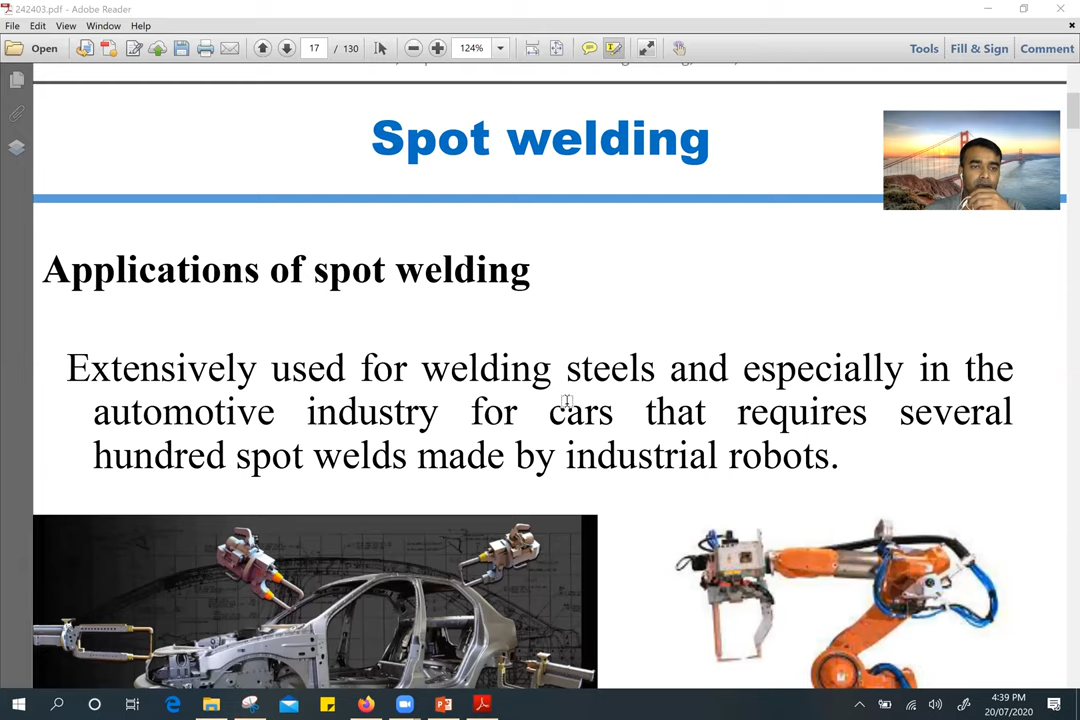 242403.pdf - Adobe Reader
File Edit View Window Help
Open 17 / 130 124% Tools Fill & Sign Comment
Spot welding
Applications of spot welding
Extensively used for welding steels and especially in the
automotive industry for cars that requires several
hundred spot welds made by industrial robots.
4:39 PM
20/07/2020